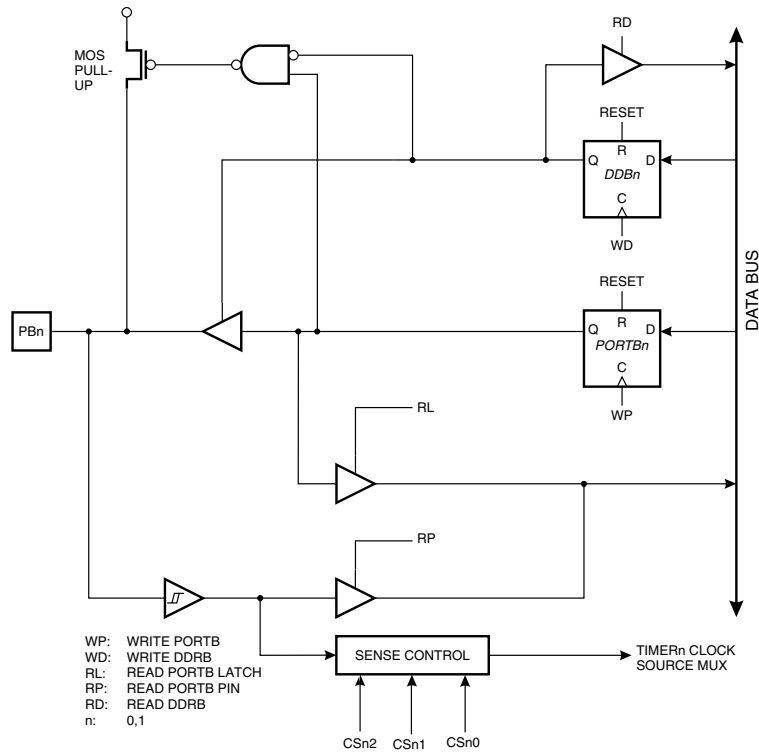 RD
MOS
PULL-
UP
RESET
R
Q
D
DDBn
C
WD
DATA BUS
RESET
PBn
R
Q
D
PORTBn
C
WP
RL
RP
WP: WRITE PORTB
WD: WRITE DDRB
RL: READ PORTB LATCH
RP: READ PORTB PIN
RD: READ DDRB
n: 0,1
SENSE CONTROL
TIMERn CLOCK
SOURCE MUX
CSn2
CSn1
CSn0